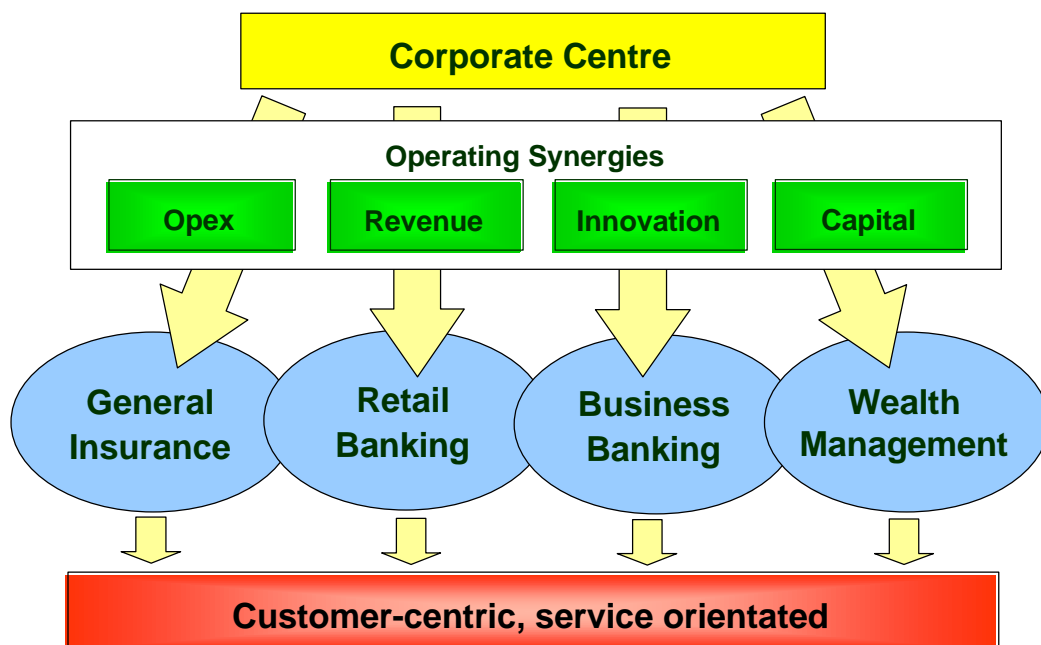 Corporate Centre
Operating Synergies
Opex
Revenue
Innovation
Capital
General
Insurance
Retail
Banking
Business
Banking
Wealth
Management
Customer-centric, service orientated